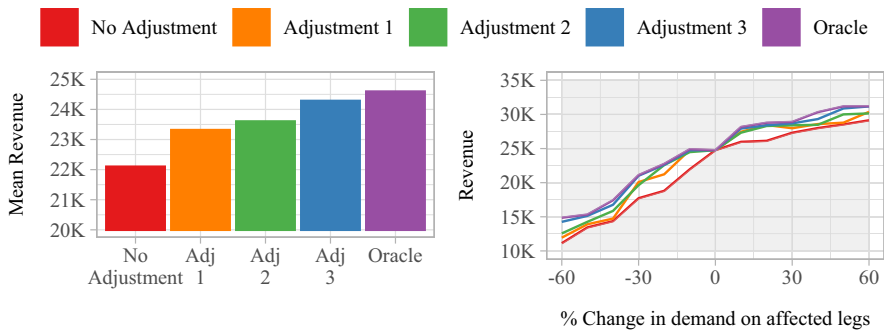 No Adjustment Adjustment 1 Adjustment 2 Adjustment 3 Oracle
Mean Revenue
25K
24K
23K
22K
21K
20K
No Adjustment
Adj 1
Adj 2
Adj 3
Oracle
Revenue
35K
30K
25K
20K
15K
10K
-60 -30 0 30 60
% Change in demand on affected legs